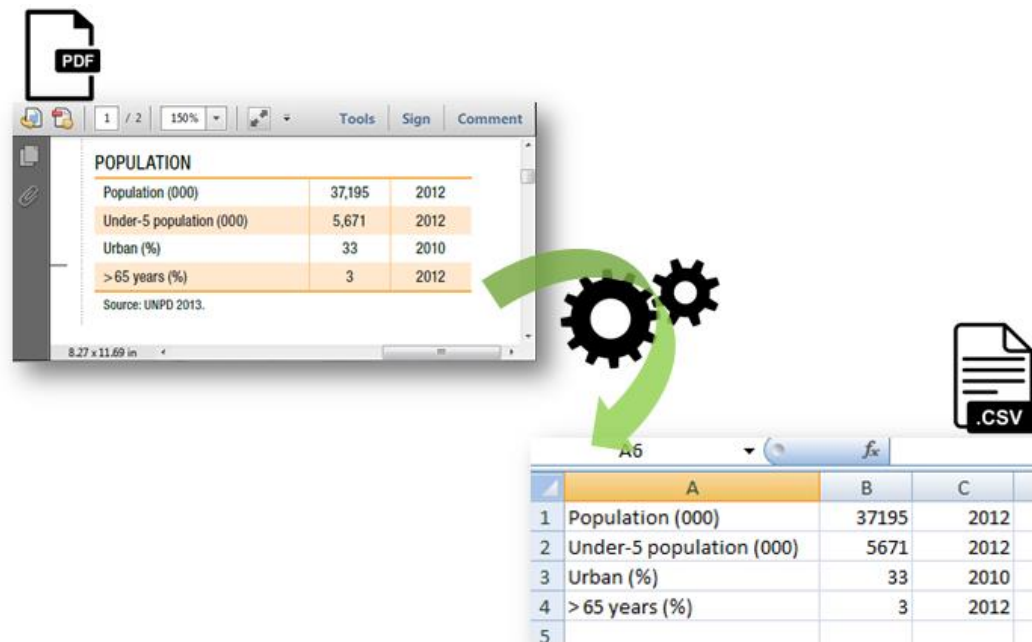 PDF
1 / 2 150% Tools Sign Comment
POPULATION
Population (000) 37,195 2012
Under-5 population (000) 5,671 2012
Urban (%) 33 2010
>65 years (%) 3 2012
Source: UNPD 2013.
8.27 x 11.69 in
.CSV
A6 fx
A B C
1 Population (000) 37195 2012
2 Under-5 population (000) 5671 2012
3 Urban (%) 33 2010
4 >65 years (%) 3 2012
5